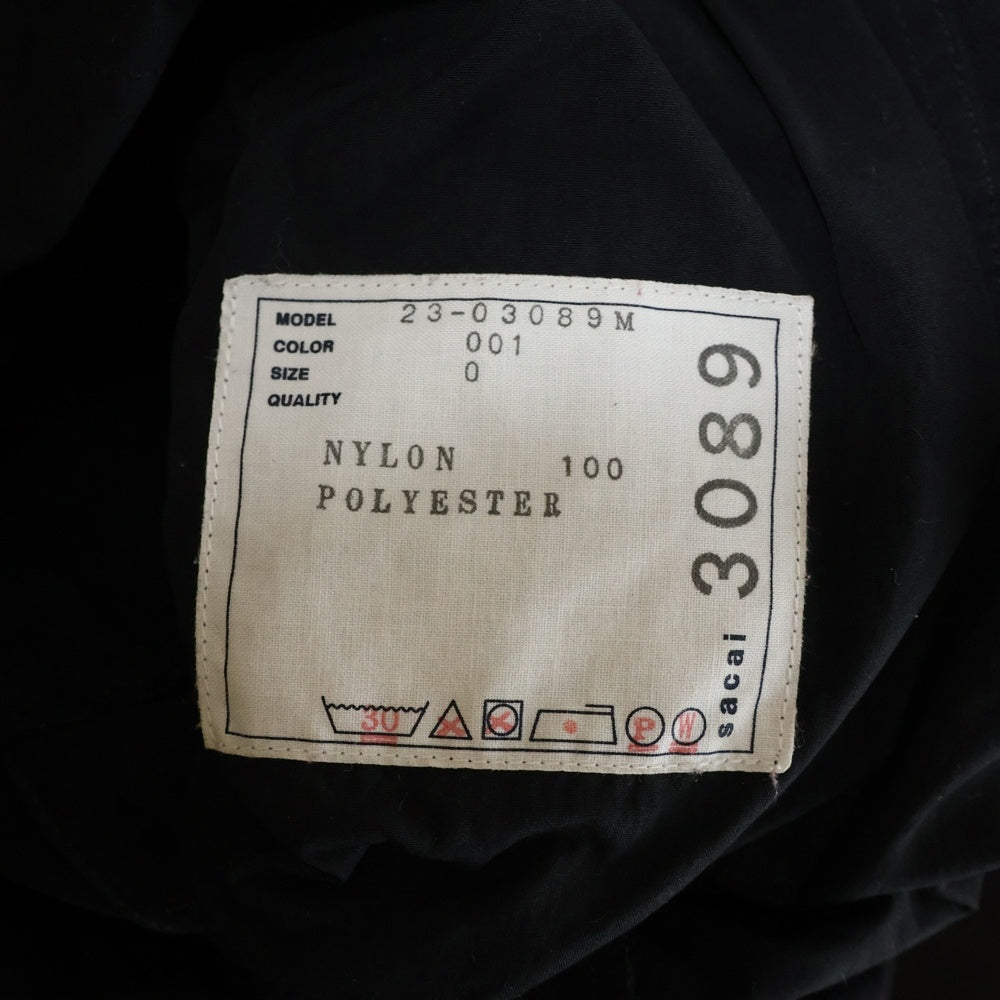 MODEL 23-03089M
COLOR 001
SIZE 0
QUALITY
NYLON 100
POLYESTER
30
P
W
sacai 3089